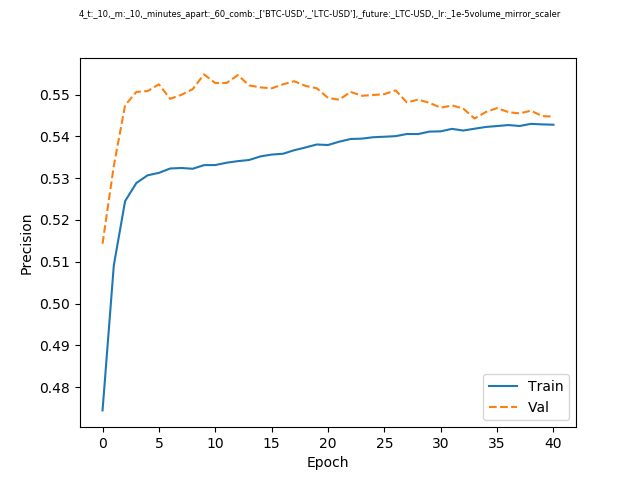 4_t:_10,_m:_10,_minutes_apart:_60_comb:_['BTC-USD',_'LTC-USD'],_future:_LTC-USD,_lr:_1e-5volume_mirror_scaler
0.55
0.54
0.53
0.52
0.51
0.50
0.49
0.48
Precision
Train
Val
0 5 10 15 20 25 30 35 40
Epoch